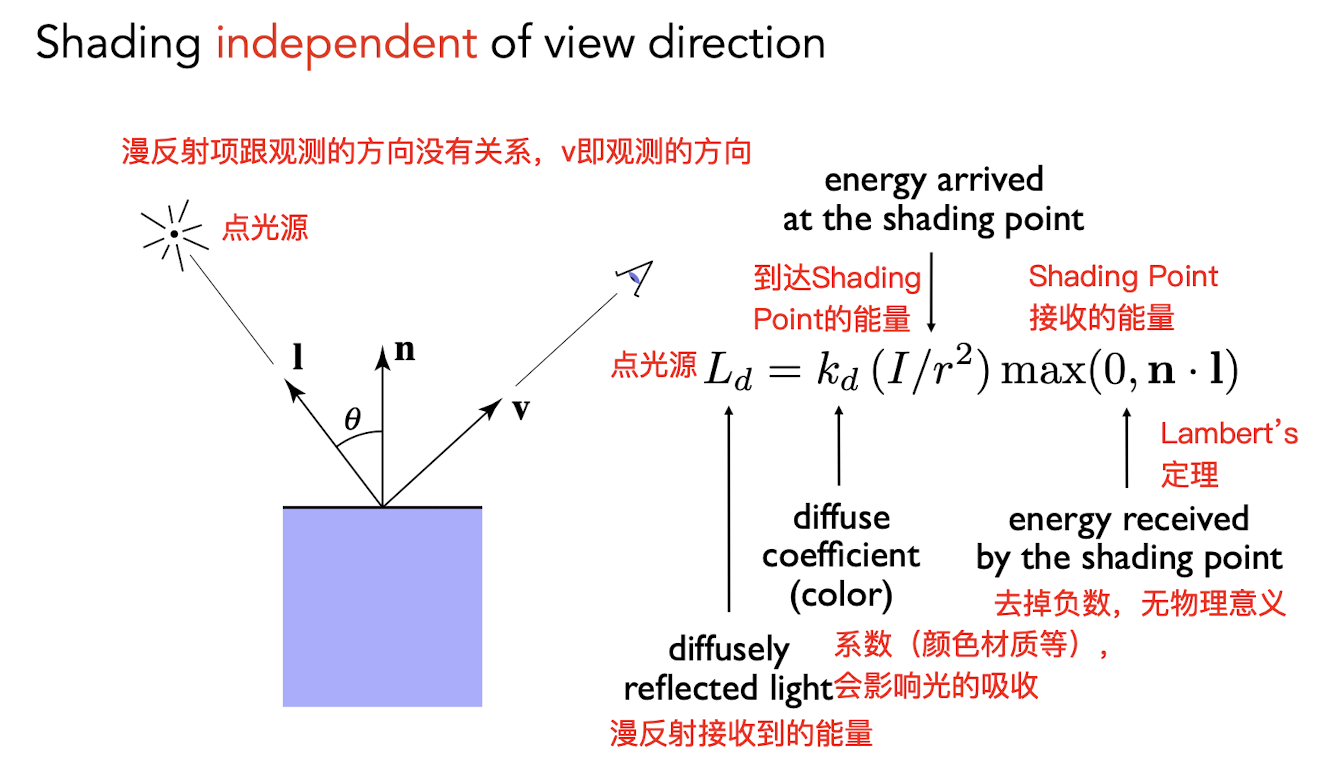 Shading independent of view direction
漫反射项跟观测的方向没有关系，v即观测的方向
点光源
l
n
θ
v
energy arrived
at the shading point
到达Shading
Point的能量
Shading Point
接收的能量
点光源
L_d = k_d (I/r²) max(0, n · l)
Lambert's
定理
diffuse
coefficient
(color)
energy received
by the shading point
去掉负数，无物理意义
diffusely
reflected light
系数（颜色材质等），
会影响光的吸收
漫反射接收到的能量